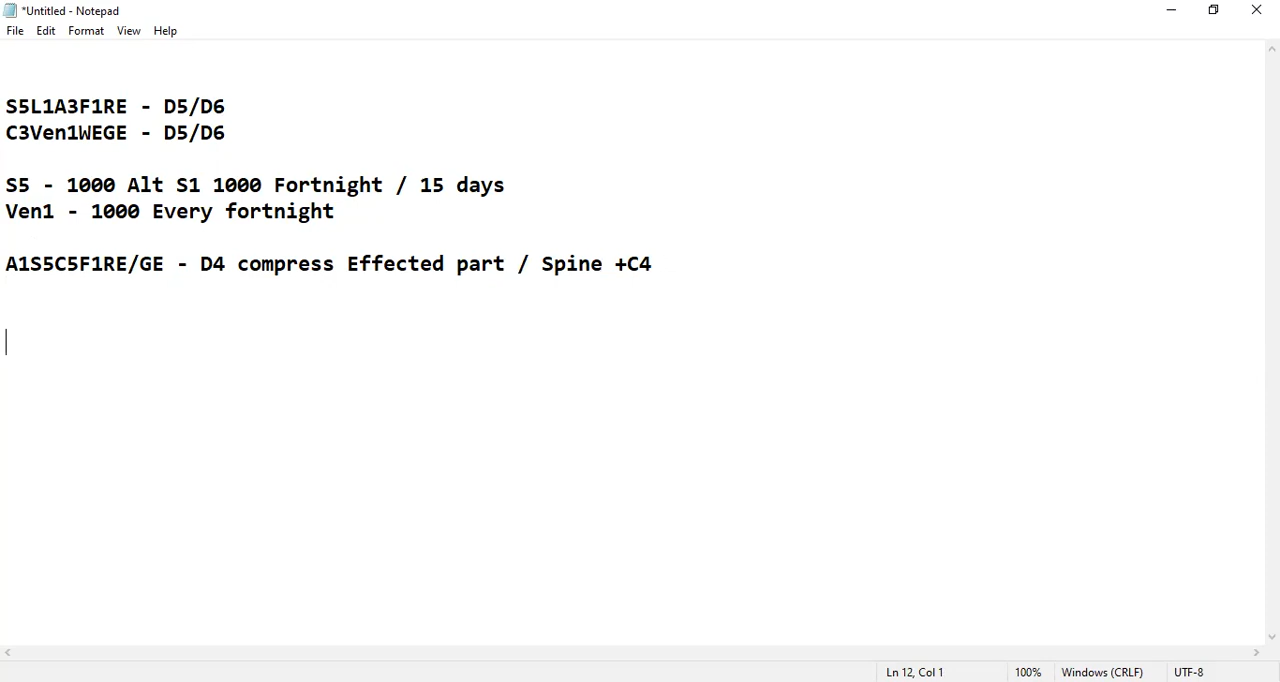 *Untitled - Notepad
File Edit Format View Help
S5L1A3F1RE - D5/D6
C3Ven1WEGE - D5/D6
S5 - 1000 Alt S1 1000 Fortnight / 15 days
Ven1 - 1000 Every fortnight
A1S5C5F1RE/GE - D4 compress Effected part / Spine +C4
Ln 12, Col 1 100% Windows (CRLF) UTF-8